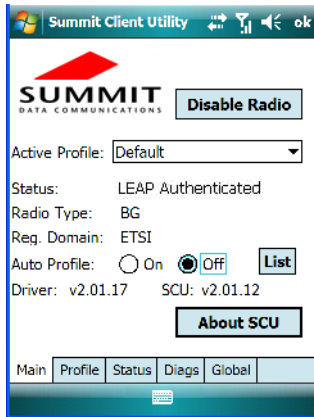 Summit Client Utility ok
SUMMIT
DATA COMMUNICATIONS
Disable Radio
Active Profile: Default
Status: LEAP Authenticated
Radio Type: BG
Reg. Domain: ETSI
Auto Profile: On Off List
Driver: v2.01.17 SCU: v2.01.12
About SCU
Main Profile Status Diags Global